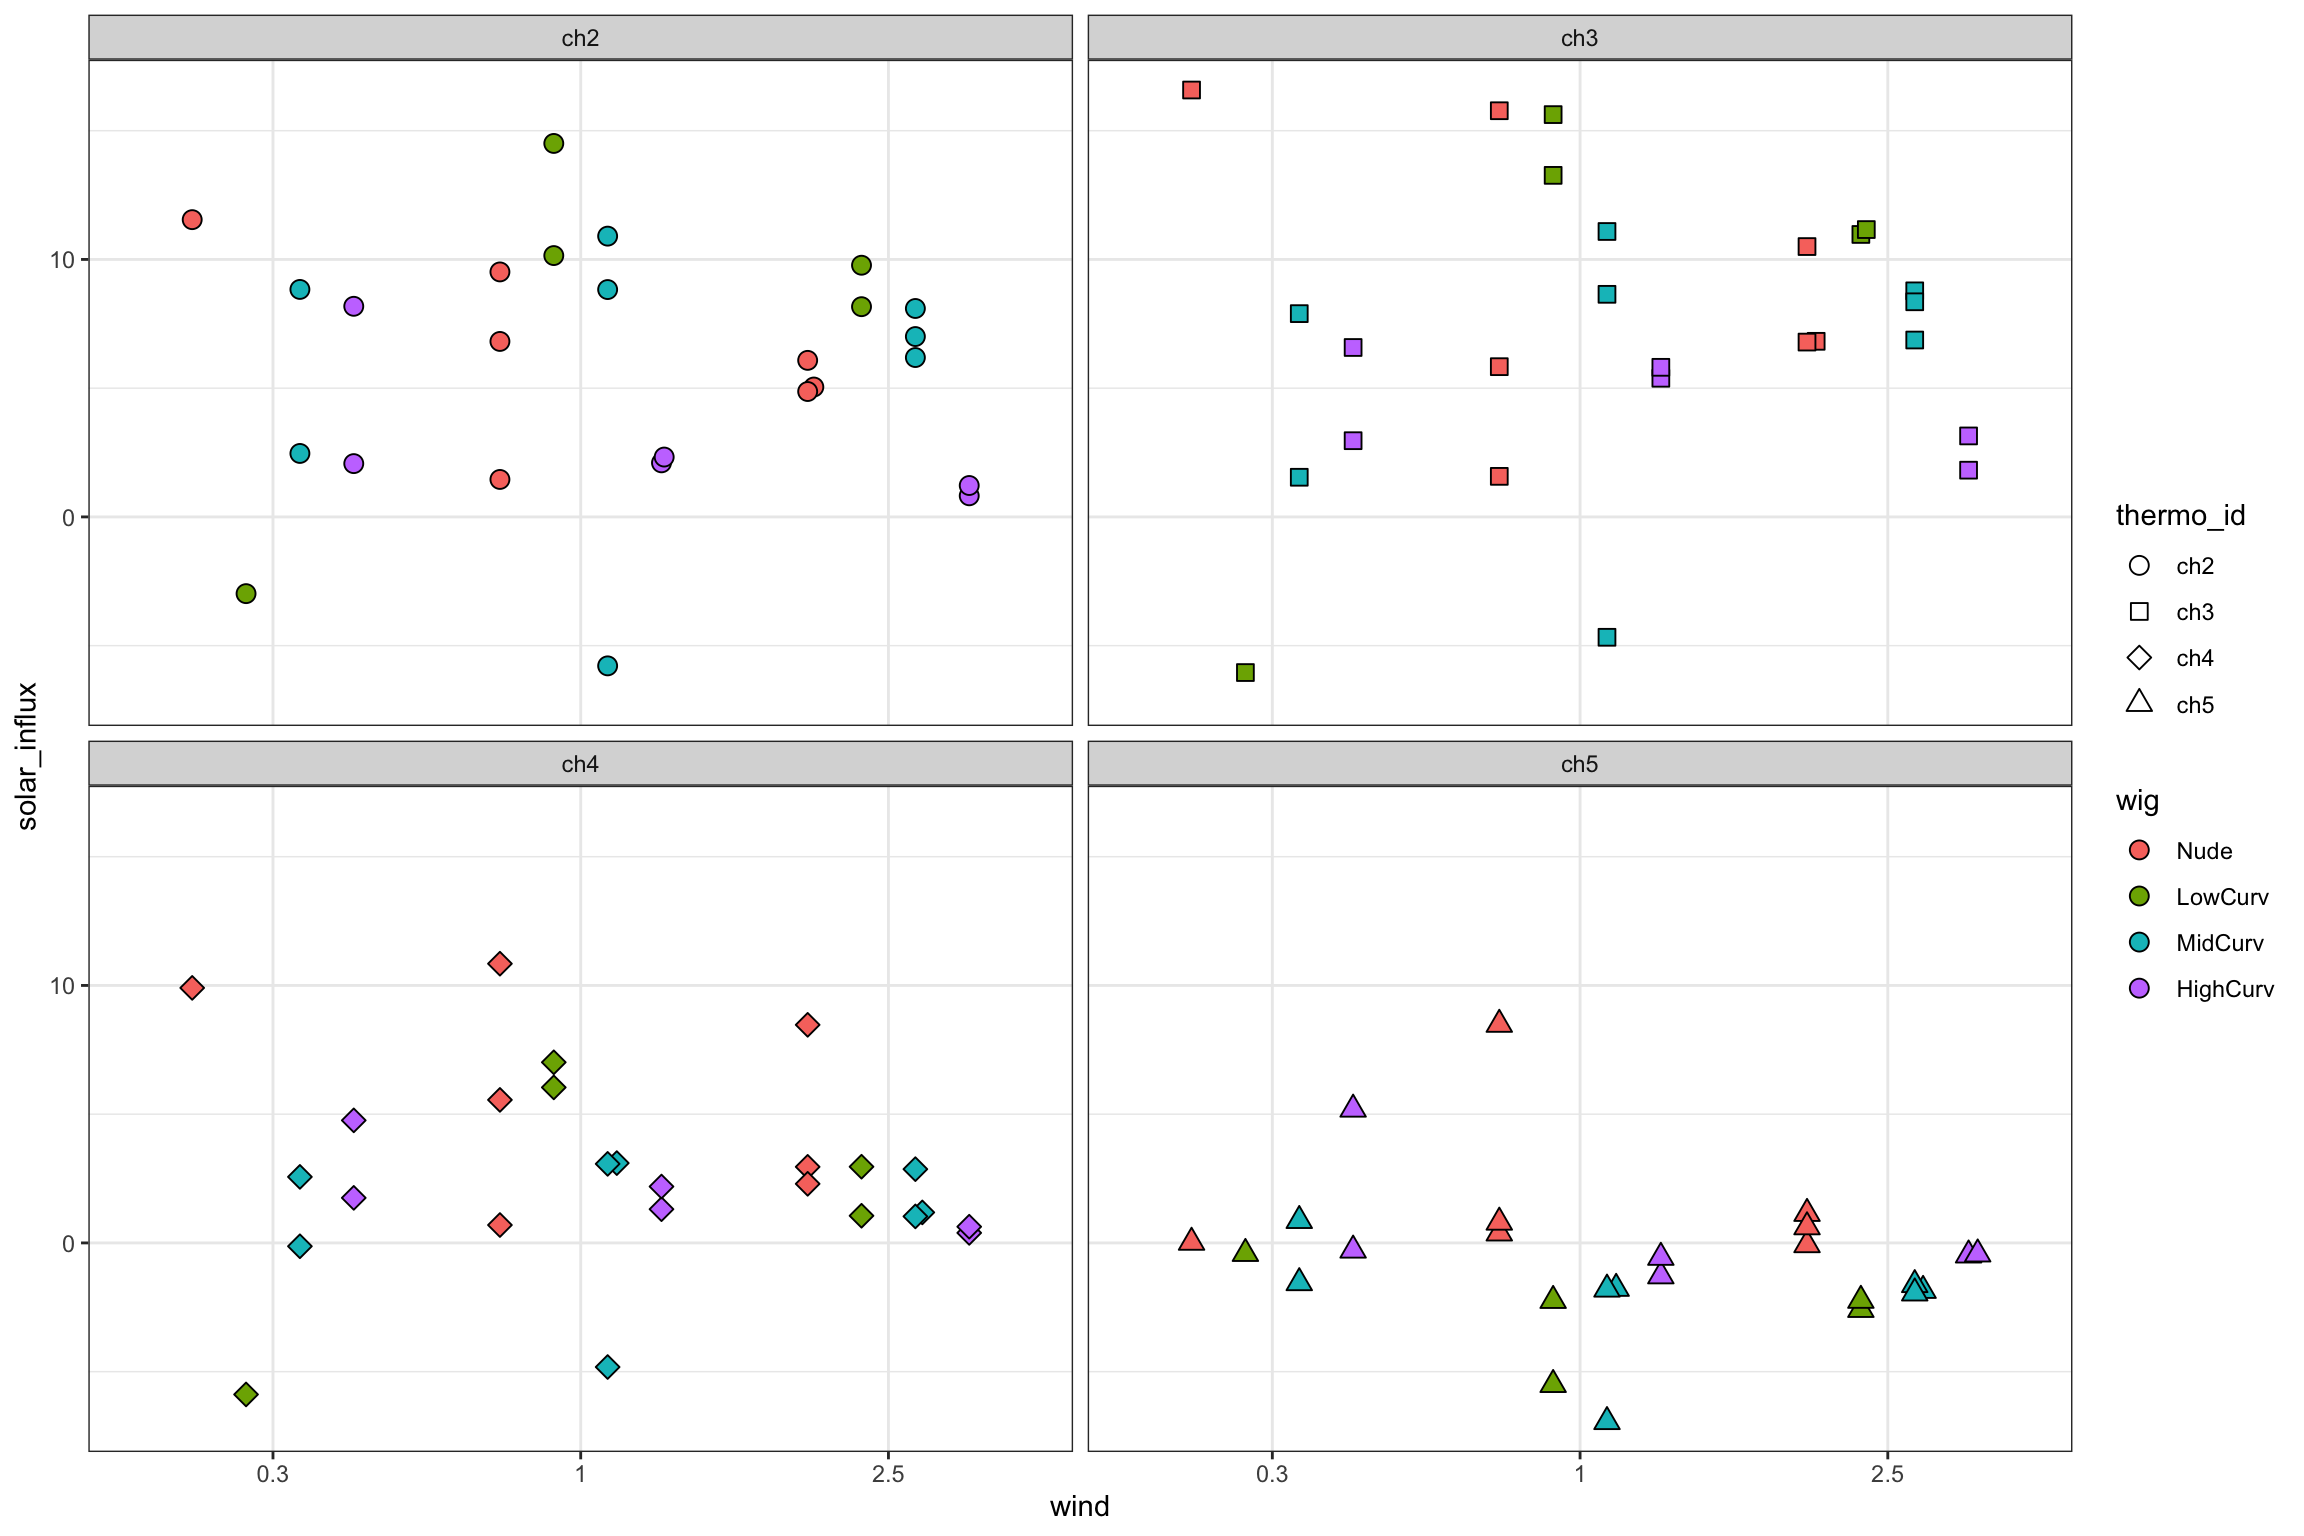 ch2
ch3
10
0
ch4
ch5
10
0
0.3
1
2.5
0.3
1
2.5
wind
solar_influx
thermo_id
ch2
ch3
ch4
ch5
wig
Nude
LowCurv
MidCurv
HighCurv